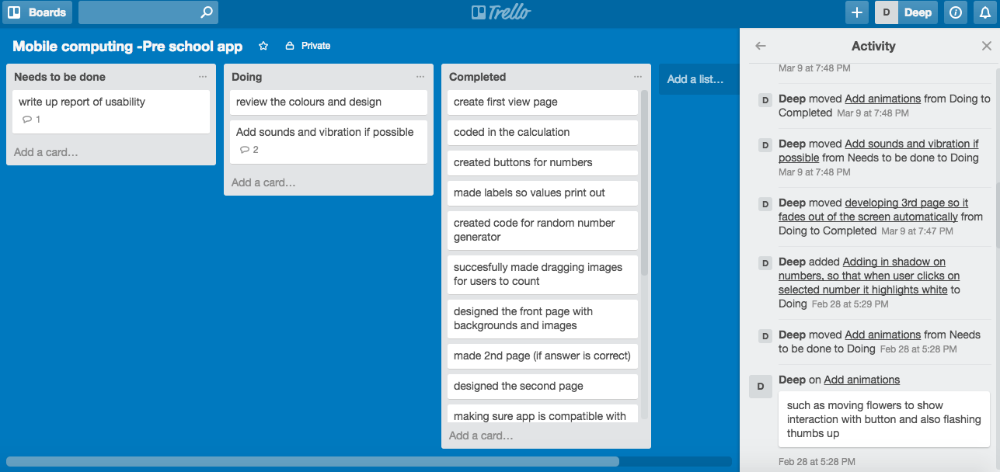 Boards
Trello
D Deep
Mobile computing -Pre school app
Private
Needs to be done
write up report of usability
1
Add a card…
Doing
review the colours and design
Add sounds and vibration if possible
2
Add a card…
Completed
create first view page
coded in the calculation
created buttons for numbers
made labels so values print out
created code for random number
generator
succesfully made dragging images
for users to count
designed the front page with
backgrounds and images
made 2nd page (if answer is correct)
designed the second page
making sure app is compatible with
Add a card…
Add a list…
Activity
Mar 9 at 7:48 PM
D Deep moved Add animations from Doing to
Completed Mar 9 at 7:48 PM
D Deep moved Add sounds and vibration if
possible from Needs to be done to Doing
Mar 9 at 7:48 PM
D Deep moved developing 3rd page so it
fades out of the screen automatically from
Doing to Completed Mar 9 at 7:47 PM
D Deep added Adding in shadow on
numbers, so that when user clicks on
selected number it highlights white to
Doing Feb 28 at 5:29 PM
D Deep moved Add animations from Needs
to be done to Doing Feb 28 at 5:28 PM
D Deep on Add animations
such as moving flowers to show
interaction with button and also flashing
thumbs up
Feb 28 at 5:28 PM